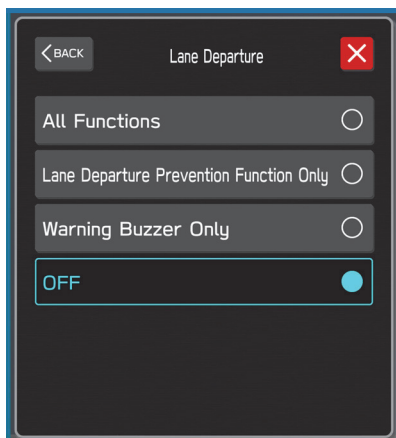 BACK
Lane Departure
All Functions
Lane Departure Prevention Function Only
Warning Buzzer Only
OFF